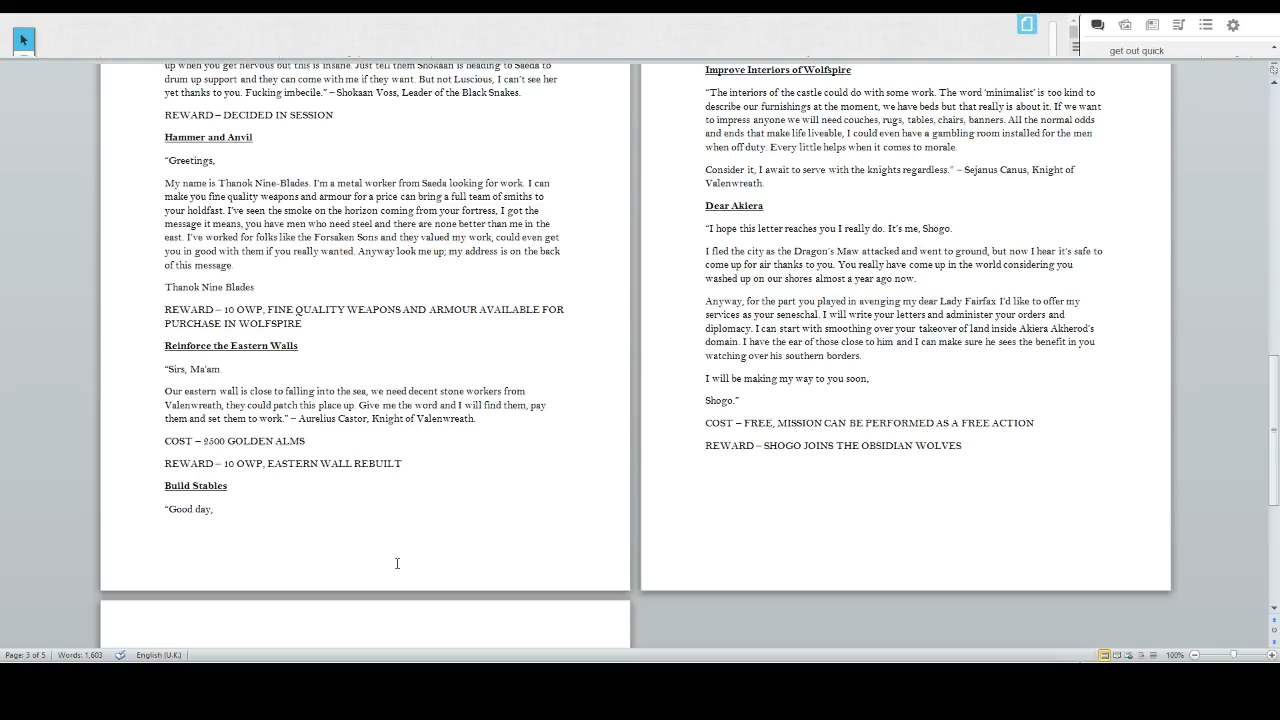 get out quick
up when you get nervous but this is insane. Just tell them Shokaan is heading to Saeda to
drum up support and they can come with me if they want. But not Luscious, I can't see her
yet thanks to you. Fucking imbecile.” – Shokaan Voss, Leader of the Black Snakes.
REWARD – DECIDED IN SESSION
Hammer and Anvil
“Greetings,
My name is Thanok Nine-Blades. I'm a metal worker from Saeda looking for work. I can
make you fine quality weapons and armour for a price can bring a full team of smiths to
your holdfast. I've seen the smoke on the horizon coming from your fortress, I got the
message it means, you have men who need steel and there are none better than me in the
east. I've worked for folks like the Forsaken Sons and they valued my work, could even get
you in good with them if you really wanted. Anyway look me up; my address is on the back
of this message.
Thanok Nine Blades
REWARD – 10 OWP, FINE QUALITY WEAPONS AND ARMOUR AVAILABLE FOR
PURCHASE IN WOLFSPIRE
Reinforce the Eastern Walls
“Sirs, Ma'am.
Our eastern wall is close to falling into the sea, we need decent stone workers from
Valenwreath, they could patch this place up. Give me the word and I will find them, pay
them and set them to work.” – Aurelius Castor, Knight of Valenwreath.
COST – 2500 GOLDEN ALMS
REWARD – 10 OWP, EASTERN WALL REBUILT
Build Stables
“Good day,
Improve Interiors of Wolfspire
“The interiors of the castle could do with some work. The word 'minimalist' is too kind to
describe our furnishings at the moment, we have beds but that really is about it. If we want
to impress anyone we will need couches, rugs, tables, chairs, banners. All the normal odds
and ends that make life liveable, I could even have a gambling room installed for the men
when off duty. Every little helps when it comes to morale.
Consider it, I await to serve with the knights regardless.” – Sejanus Canus, Knight of
Valenwreath.
Dear Akiera
“I hope this letter reaches you I really do. It's me, Shogo.
I fled the city as the Dragon's Maw attacked and went to ground, but now I hear it's safe to
come up for air thanks to you. You really have come up in the world considering you
washed up on our shores almost a year ago now.
Anyway, for the part you played in avenging my dear Lady Fairfax I'd like to offer my
services as your seneschal. I will write your letters and administer your orders and
diplomacy. I can start with smoothing over your takeover of land inside Akiera Akherod's
domain. I have the ear of those close to him and I can make sure he sees the benefit in you
watching over his southern borders.
I will be making my way to you soon,
Shogo.”
COST – FREE, MISSION CAN BE PERFORMED AS A FREE ACTION
REWARD – SHOGO JOINS THE OBSIDIAN WOLVES
Page: 3 of 5 Words: 1,603 English (U.K.) 100%